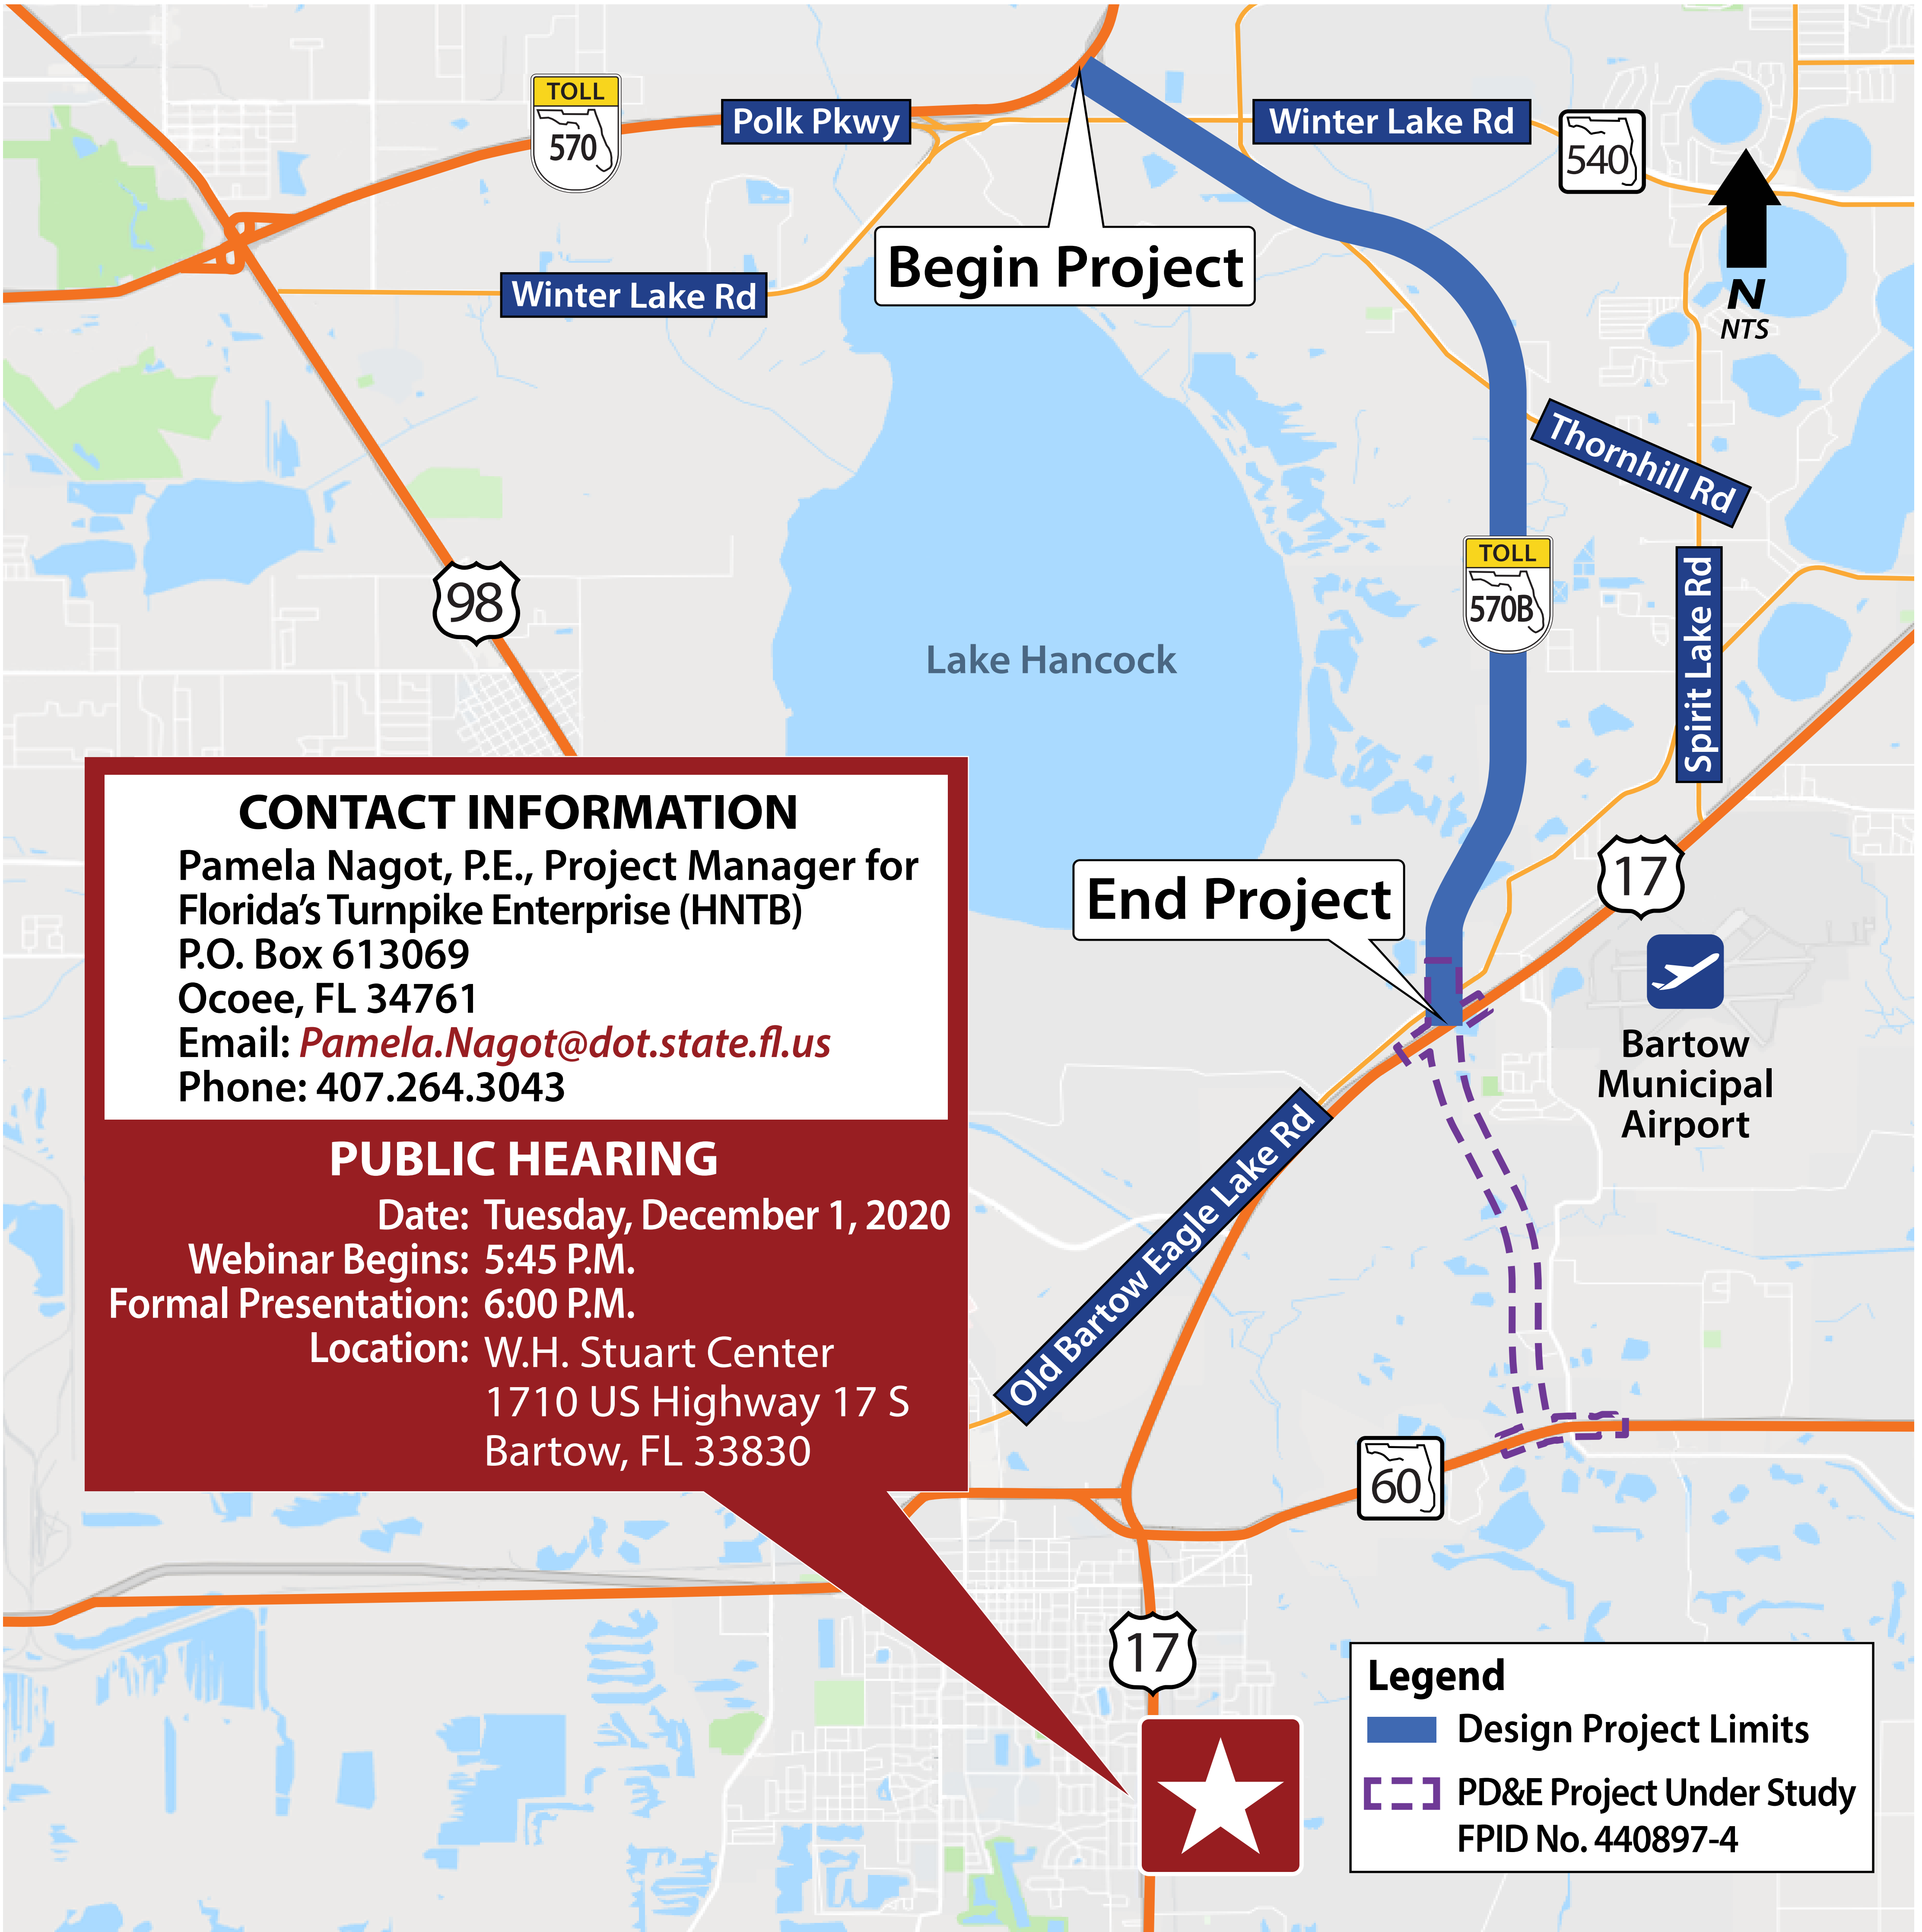 TOLL
570
Polk Pkwy
Winter Lake Rd
540
N
NTS
Begin Project
Winter Lake Rd
Thornhill Rd
TOLL
570B
98
Spirit Lake Rd
Lake Hancock
CONTACT INFORMATION
Pamela Nagot, P.E., Project Manager for
Florida's Turnpike Enterprise (HNTB)
P.O. Box 613069
Ocoee, FL 34761
Email: Pamela.Nagot@dot.state.fl.us
Phone: 407.264.3043
PUBLIC HEARING
Date: Tuesday, December 1, 2020
Webinar Begins: 5:45 P.M.
Formal Presentation: 6:00 P.M.
Location: W.H. Stuart Center
1710 US Highway 17 S
Bartow, FL 33830
End Project
17
Bartow
Municipal
Airport
Old Bartow Eagle Lake Rd
60
17
Legend
Design Project Limits
PD&E Project Under Study
FPID No. 440897-4